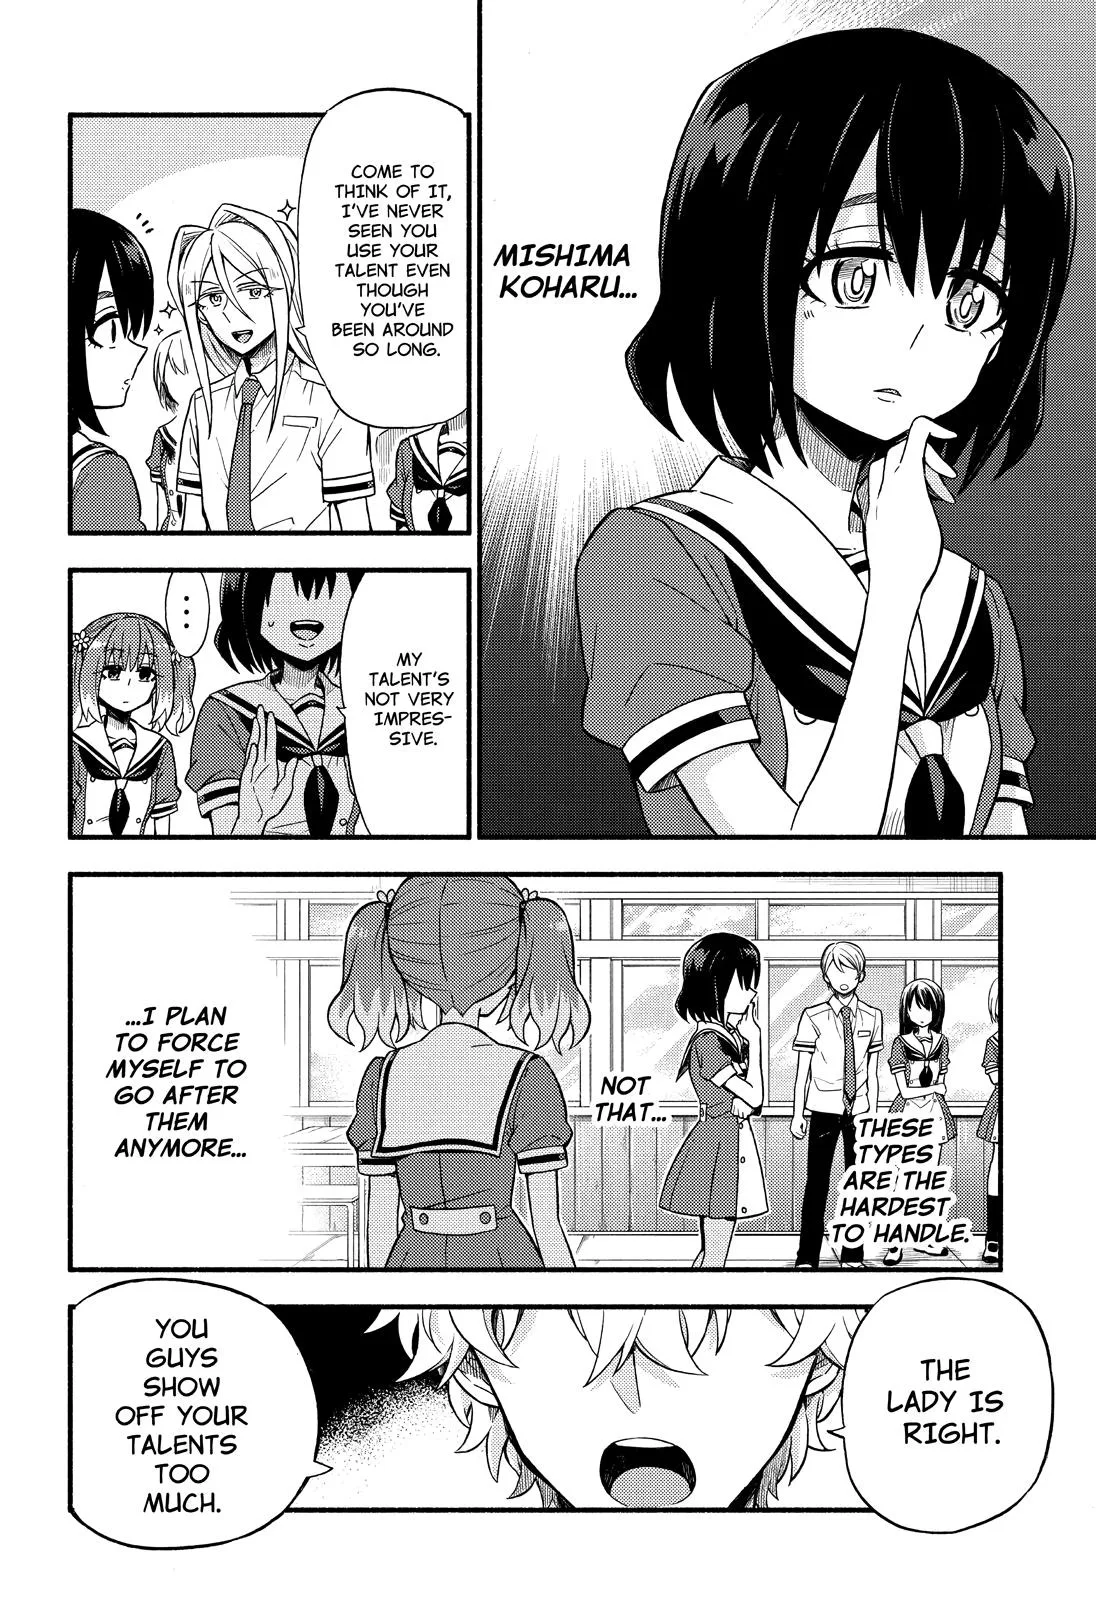 MISHIMA
KOHARU...
COME TO
THINK OF IT,
I'VE NEVER
SEEN YOU
USE YOUR
TALENT EVEN
THOUGH
YOU'VE
BEEN AROUND
SO LONG.
MY
TALENT'S
NOT VERY
IMPRES-
SIVE.
...
THESE
TYPES
ARE THE
HARDEST
TO HANDLE.
NOT
THAT...
...I PLAN
TO FORCE
MYSELF TO
GO AFTER
THEM
ANYMORE...
THE
LADY IS
RIGHT.
YOU
GUYS
SHOW
OFF YOUR
TALENTS
TOO
MUCH.